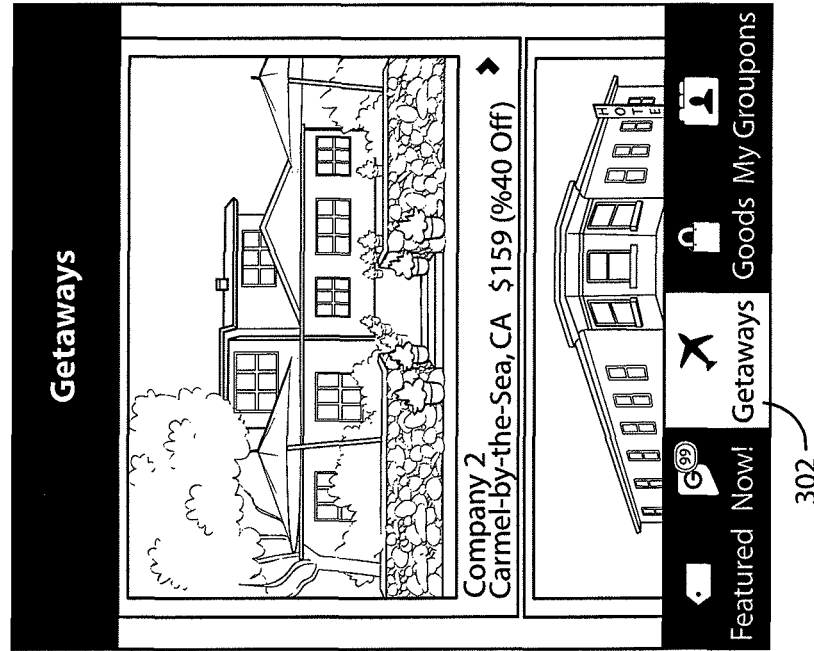 Getaways
Company 2
Carmel-by-the-Sea, CA $159 (%40 Off)
HOTE
G 99
Featured Now! Getaways Goods My Groupons
302